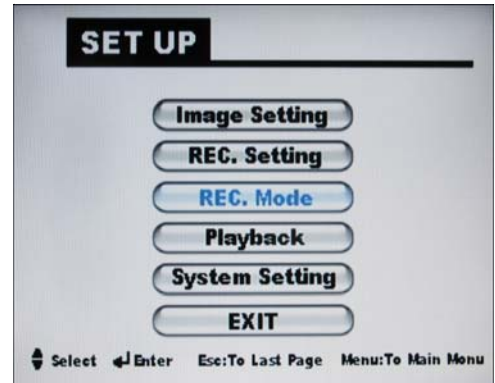 SET UP
Image Setting
REC. Setting
REC. Mode
Playback
System Setting
EXIT
Select Enter Esc:To Last Page Menu:To Main Monu